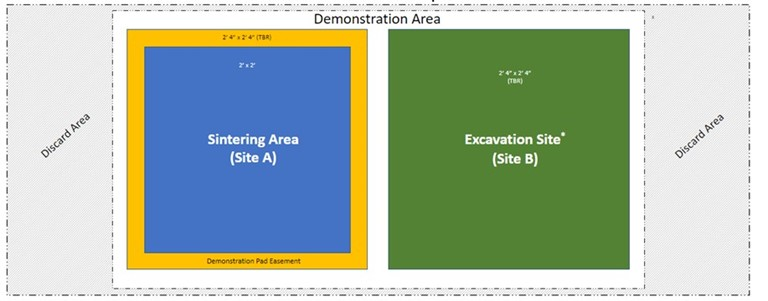 Demonstration Area
2' 4" x 2' 4" (TBR)
2' x 2'
2' 4" x 2' 4"
(TBR)
Discard Area
Sintering Area
(Site A)
Excavation Site*
(Site B)
Discard Area
Demonstration Pad Easement